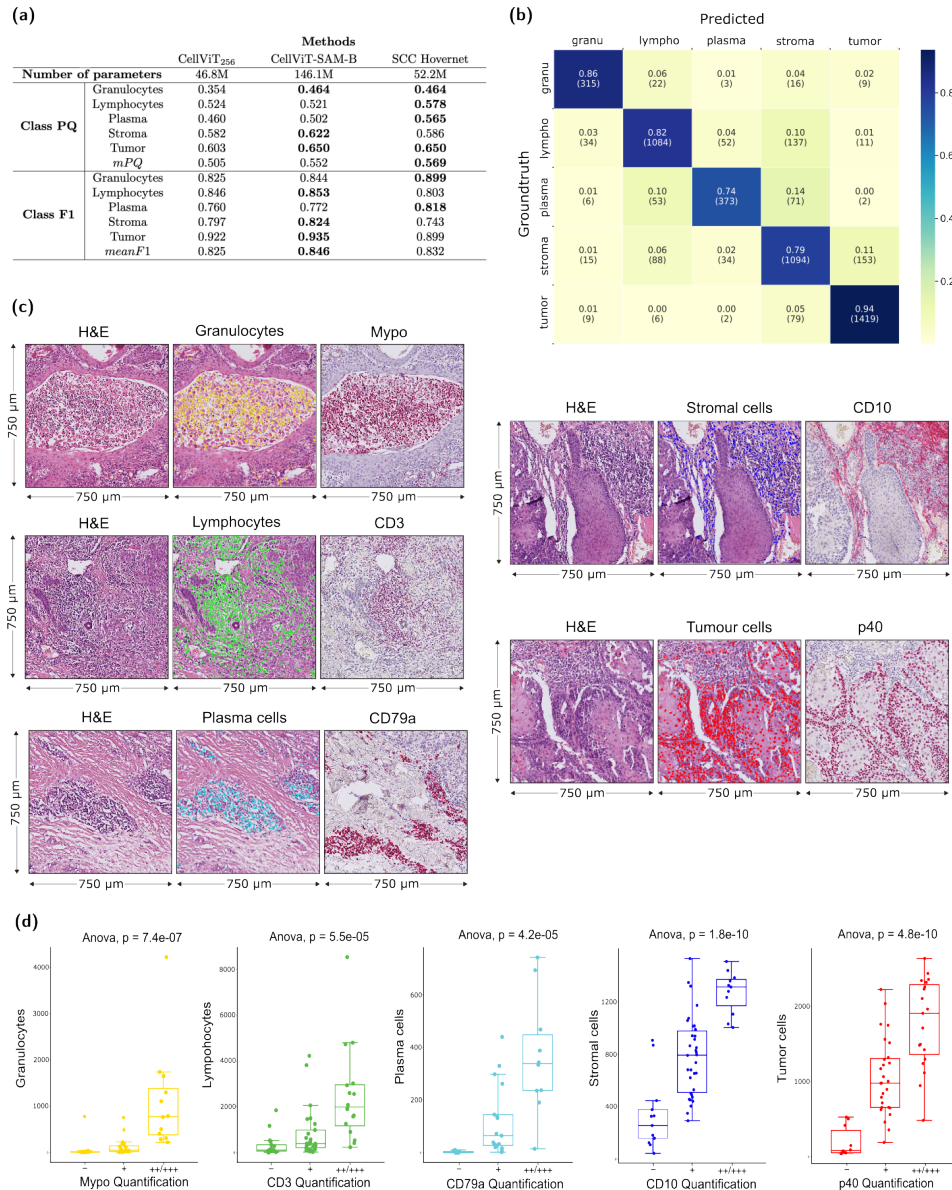 (a)
Methods
CellViT256 CellViT-SAM-B SCC Hovernet
Number of parameters 46.8M 146.1M 52.2M
Class PQ
Granulocytes 0.354 0.464 0.464
Lymphocytes 0.524 0.521 0.578
Plasma 0.460 0.502 0.565
Stroma 0.582 0.622 0.586
Tumor 0.603 0.650 0.650
mPQ 0.505 0.552 0.569
Class F1
Granulocytes 0.825 0.844 0.899
Lymphocytes 0.846 0.853 0.803
Plasma 0.760 0.772 0.818
Stroma 0.797 0.824 0.743
Tumor 0.922 0.935 0.899
meanF1 0.825 0.846 0.832
(b)
Predicted
granu lympho plasma stroma tumor
Groundtruth
granu
0.86 0.06 0.01 0.04 0.02
(315) (22) (3) (16) (9)
lympho
0.03 0.82 0.04 0.10 0.01
(34) (1084) (52) (137) (11)
plasma
0.01 0.10 0.74 0.14 0.00
(6) (53) (373) (71) (2)
stroma
0.01 0.06 0.02 0.79 0.11
(15) (88) (34) (1094) (153)
tumor
0.01 0.00 0.00 0.05 0.94
(9) (6) (2) (79) (1419)
0.8
0.6
0.4
0.2
(c)
H&E Granulocytes Mypo
750 µm
750 µm 750 µm 750 µm
H&E Lymphocytes CD3
750 µm
750 µm 750 µm 750 µm
H&E Plasma cells CD79a
750 µm
750 µm 750 µm 750 µm
H&E Stromal cells CD10
750 µm
750 µm 750 µm 750 µm
H&E Tumour cells p40
750 µm
750 µm 750 µm 750 µm
(d)
Anova, p = 7.4e-07
Granulocytes
4000
3000
2000
1000
0
− + ++/+++
Mypo Quantification
Anova, p = 5.5e-05
Lympohocytes
8000
6000
4000
2000
0
− + ++/+++
CD3 Quantification
Anova, p = 4.2e-05
Plasma cells
600
400
200
0
− + ++/+++
CD79a Quantification
Anova, p = 1.8e-10
Stromal cells
1200
800
400
0
− + ++/+++
CD10 Quantification
Anova, p = 4.8e-10
Tumor cells
2000
1000
0
− + ++/+++
p40 Quantification